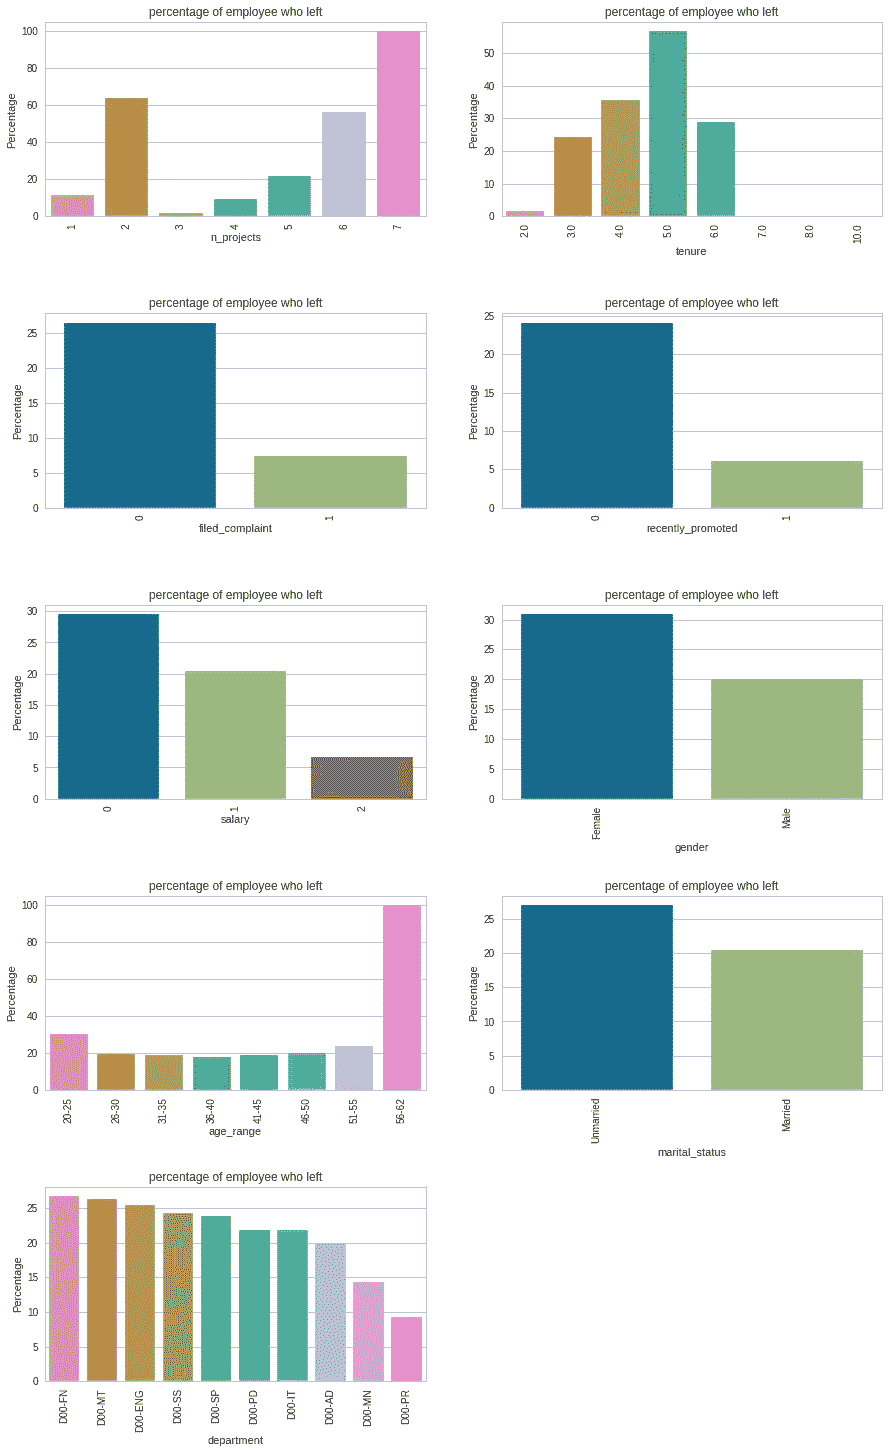 percentage of employee who left
Percentage
100
80
60
40
20
0
1
2
3
4
5
6
7
n_projects
percentage of employee who left
Percentage
50
40
30
20
10
0
2.0
3.0
4.0
5.0
6.0
7.0
8.0
10.0
tenure
percentage of employee who left
Percentage
25
20
15
10
5
0
0
1
filed_complaint
percentage of employee who left
Percentage
25
20
15
10
5
0
0
1
recently_promoted
percentage of employee who left
Percentage
30
25
20
15
10
5
0
0
1
2
salary
percentage of employee who left
Percentage
30
25
20
15
10
5
0
Female
Male
gender
percentage of employee who left
Percentage
100
80
60
40
20
0
20-25
26-30
31-35
36-40
41-45
46-50
51-55
56-62
age_range
percentage of employee who left
Percentage
25
20
15
10
5
0
Unmarried
Married
marital_status
percentage of employee who left
Percentage
25
20
15
10
5
0
D00-FN
D00-MT
D00-ENG
D00-SS
D00-SP
D00-PD
D00-IT
D00-AD
D00-MN
D00-PR
department